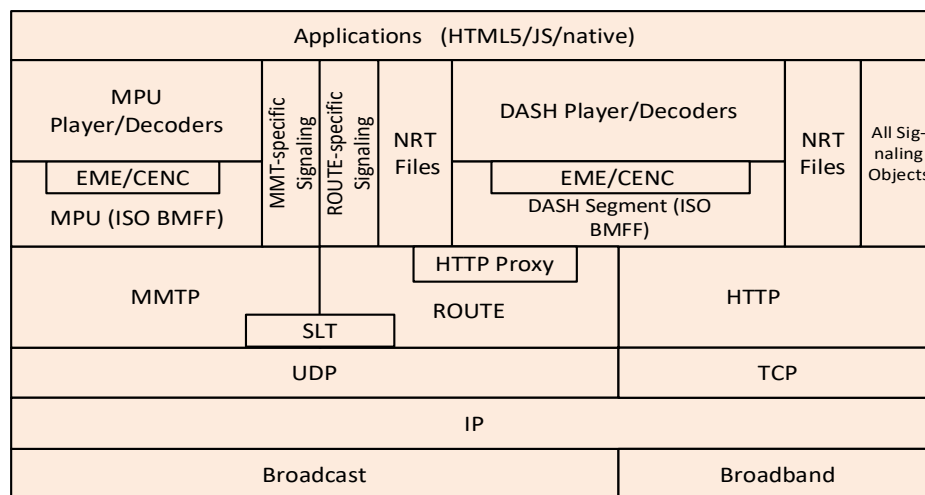 Applications (HTML5/JS/native)
MPU
Player/Decoders
EME/CENC
MPU (ISO BMFF)
MMT-specific
Signaling
ROUTE-specific
Signaling
NRT
Files
DASH Player/Decoders
EME/CENC
DASH Segment (ISO
BMFF)
NRT
Files
All Sig-
naling
Objects
MMTP
HTTP Proxy
ROUTE
SLT
HTTP
UDP
TCP
IP
Broadcast
Broadband